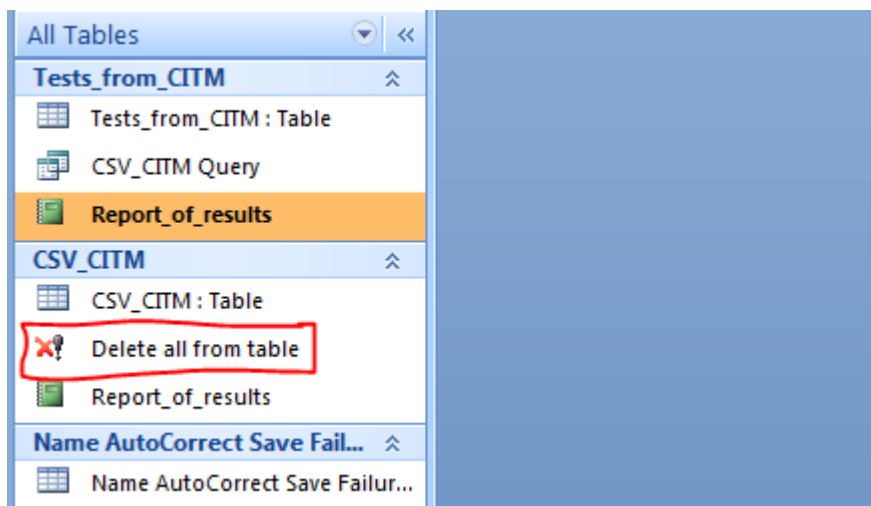 All Tables
Tests_from_CITM
Tests_from_CITM : Table
CSV_CITM Query
Report_of_results
CSV_CITM
CSV_CITM : Table
Delete all from table
Report_of_results
Name AutoCorrect Save Fail...
Name AutoCorrect Save Failur...